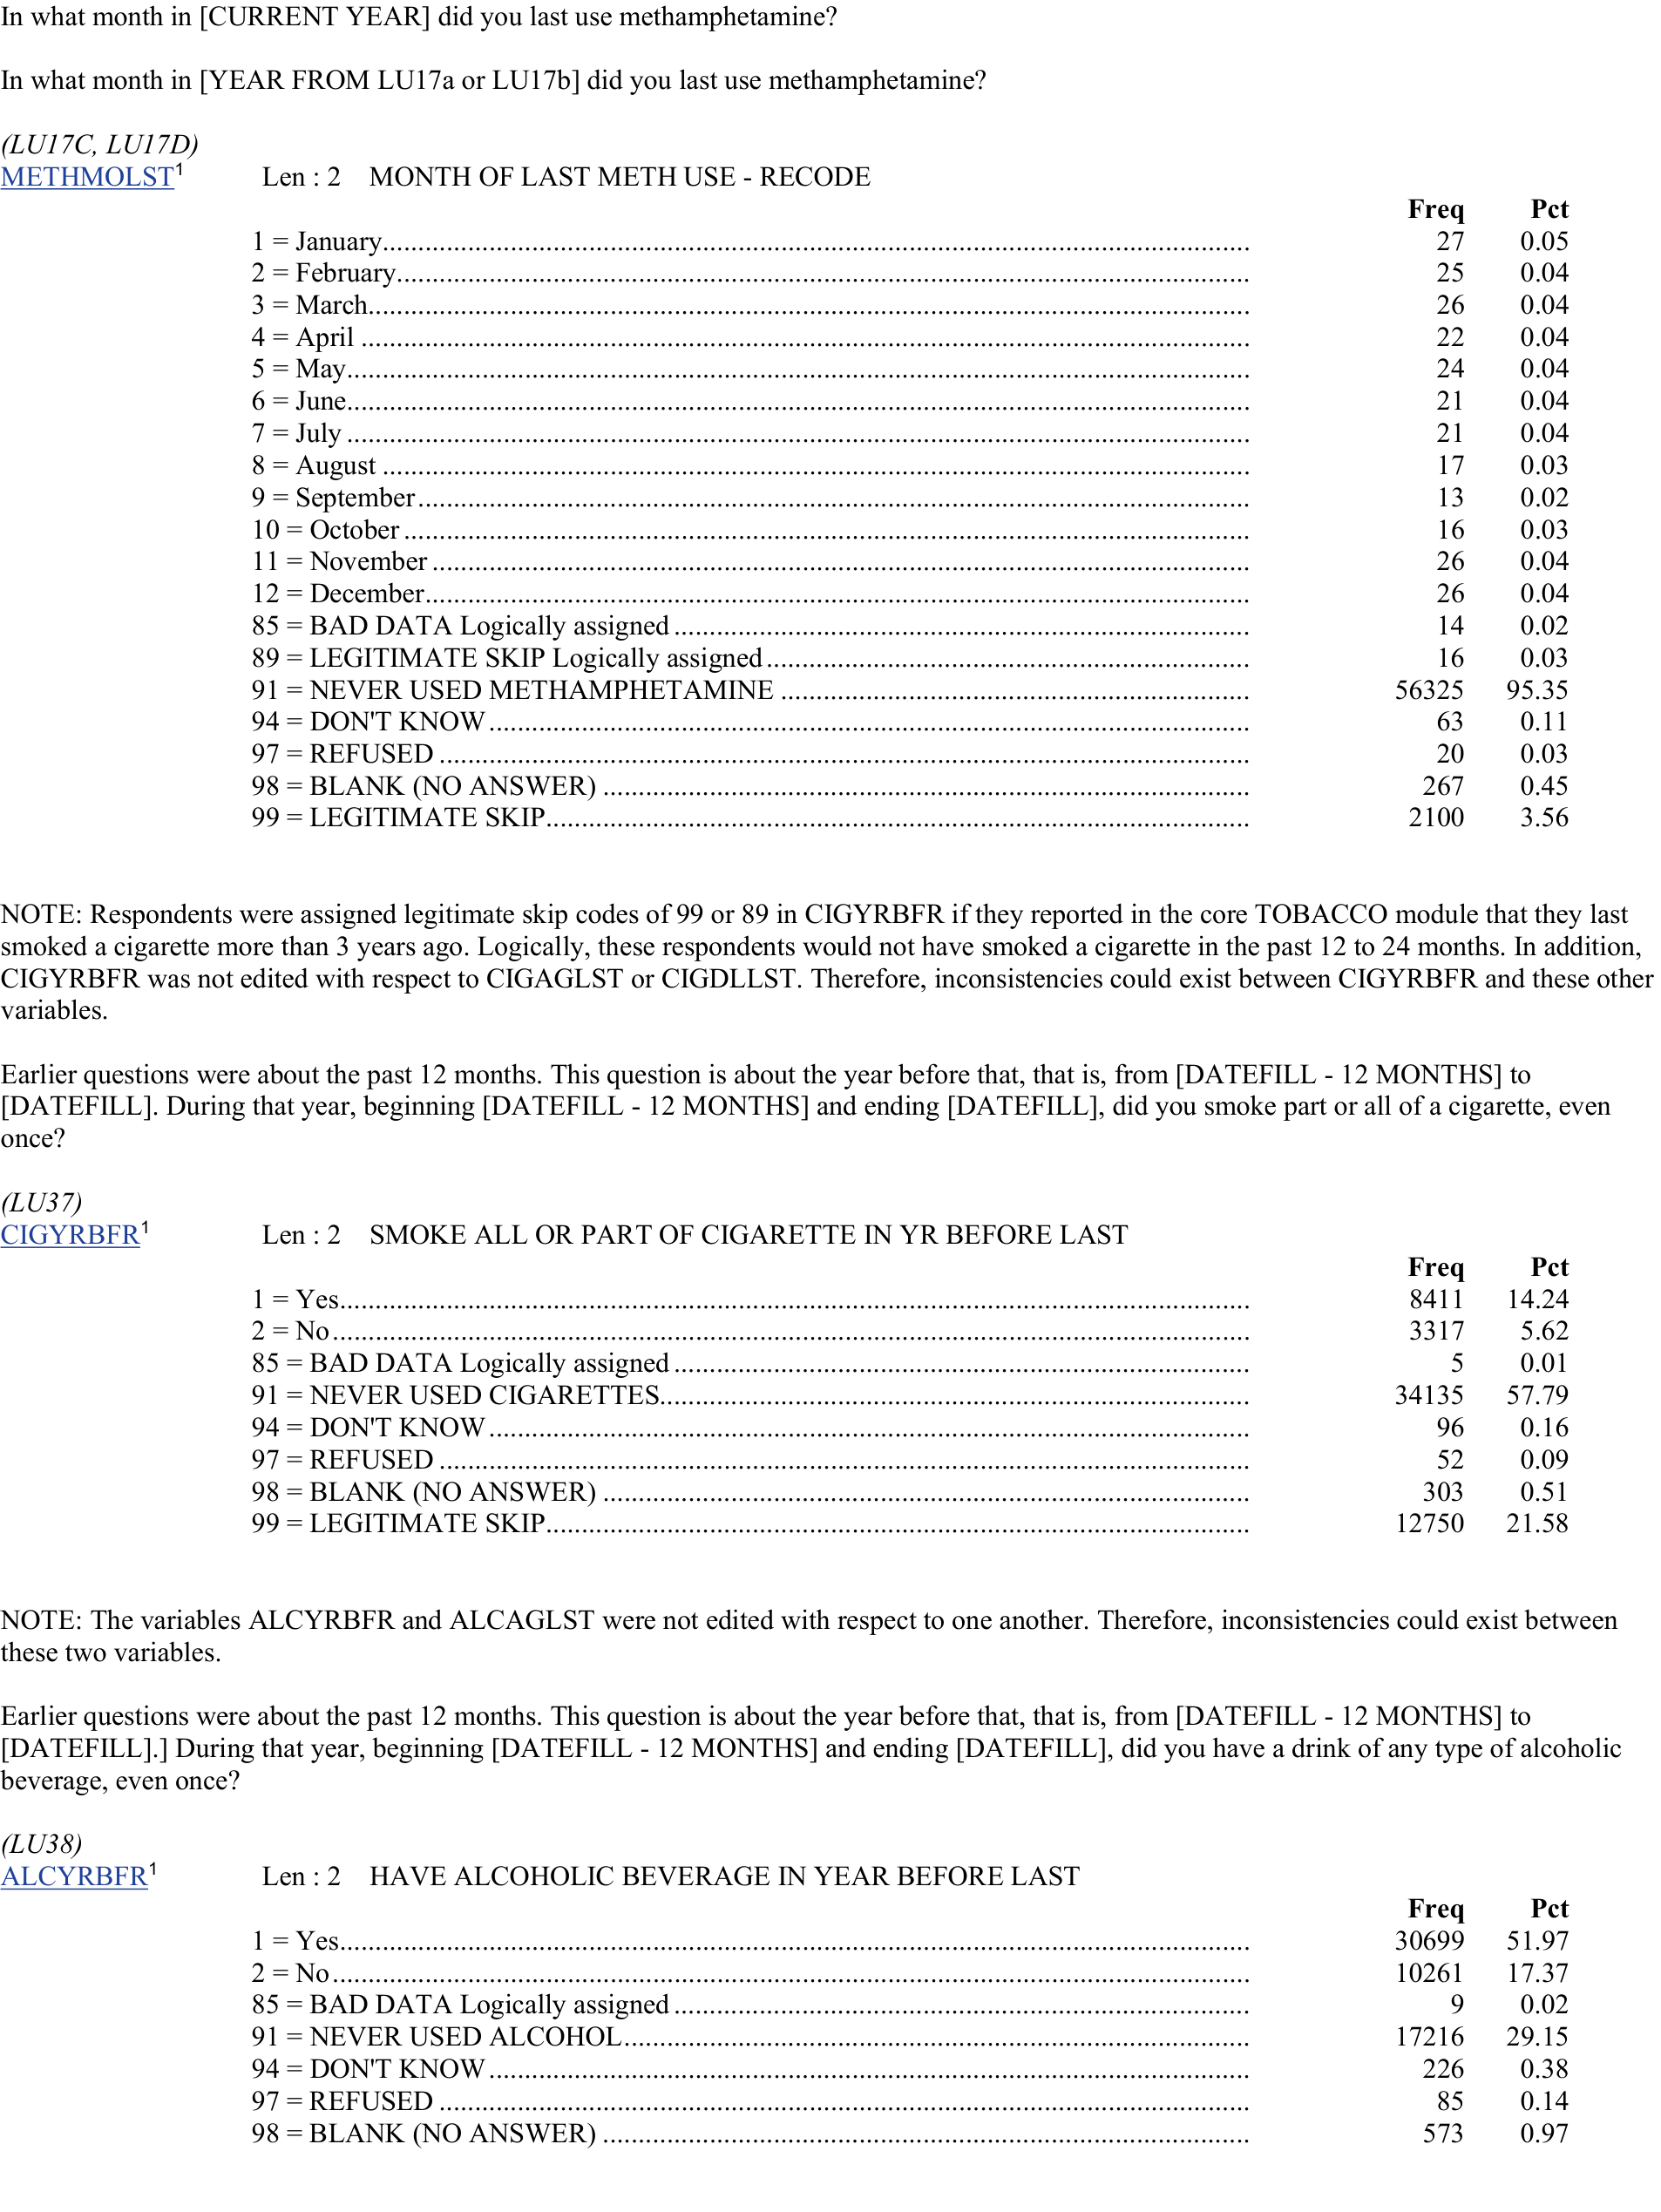 In what month in [CURRENT YEAR] did you last use methamphetamine?
In what month in [YEAR FROM LU17a or LU17b] did you last use methamphetamine?
(LU17C, LU17D)
METHMOLST1 Len : 2 MONTH OF LAST METH USE - RECODE
Freq Pct
1 = January 27 0.05
2 = February 25 0.04
3 = March 26 0.04
4 = April 22 0.04
5 = May 24 0.04
6 = June 21 0.04
7 = July 21 0.04
8 = August 17 0.03
9 = September 13 0.02
10 = October 16 0.03
11 = November 26 0.04
12 = December 26 0.04
85 = BAD DATA Logically assigned 14 0.02
89 = LEGITIMATE SKIP Logically assigned 16 0.03
91 = NEVER USED METHAMPHETAMINE 56325 95.35
94 = DON'T KNOW 63 0.11
97 = REFUSED 20 0.03
98 = BLANK (NO ANSWER) 267 0.45
99 = LEGITIMATE SKIP 2100 3.56
NOTE: Respondents were assigned legitimate skip codes of 99 or 89 in CIGYRBFR if they reported in the core TOBACCO module that they last
smoked a cigarette more than 3 years ago. Logically, these respondents would not have smoked a cigarette in the past 12 to 24 months. In addition,
CIGYRBFR was not edited with respect to CIGAGLST or CIGDLLST. Therefore, inconsistencies could exist between CIGYRBFR and these other
variables.
Earlier questions were about the past 12 months. This question is about the year before that, that is, from [DATEFILL - 12 MONTHS] to
[DATEFILL]. During that year, beginning [DATEFILL - 12 MONTHS] and ending [DATEFILL], did you smoke part or all of a cigarette, even
once?
(LU37)
CIGYRBFR1 Len : 2 SMOKE ALL OR PART OF CIGARETTE IN YR BEFORE LAST
Freq Pct
1 = Yes 8411 14.24
2 = No 3317 5.62
85 = BAD DATA Logically assigned 5 0.01
91 = NEVER USED CIGARETTES 34135 57.79
94 = DON'T KNOW 96 0.16
97 = REFUSED 52 0.09
98 = BLANK (NO ANSWER) 303 0.51
99 = LEGITIMATE SKIP 12750 21.58
NOTE: The variables ALCYRBFR and ALCAGLST were not edited with respect to one another. Therefore, inconsistencies could exist between
these two variables.
Earlier questions were about the past 12 months. This question is about the year before that, that is, from [DATEFILL - 12 MONTHS] to
[DATEFILL].] During that year, beginning [DATEFILL - 12 MONTHS] and ending [DATEFILL], did you have a drink of any type of alcoholic
beverage, even once?
(LU38)
ALCYRBFR1 Len : 2 HAVE ALCOHOLIC BEVERAGE IN YEAR BEFORE LAST
Freq Pct
1 = Yes 30699 51.97
2 = No 10261 17.37
85 = BAD DATA Logically assigned 9 0.02
91 = NEVER USED ALCOHOL 17216 29.15
94 = DON'T KNOW 226 0.38
97 = REFUSED 85 0.14
98 = BLANK (NO ANSWER) 573 0.97